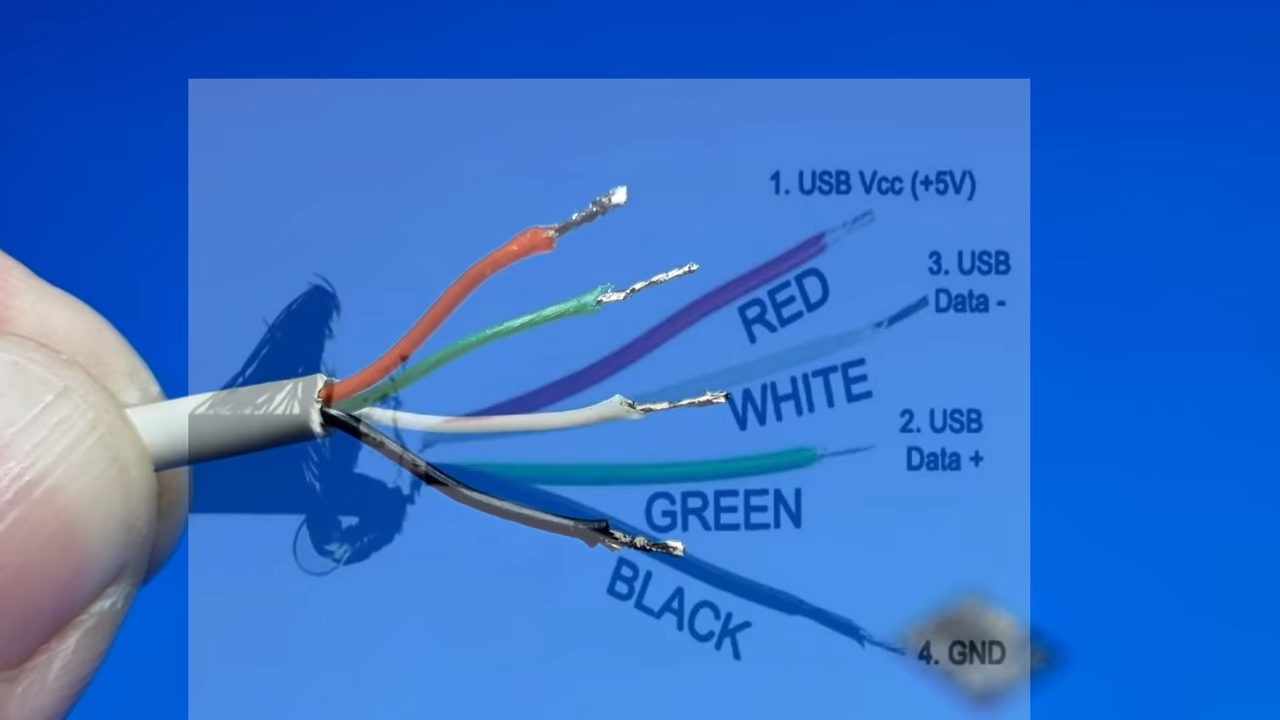 1. USB Vcc (+5V)
RED
3. USB
Data -
WHITE
2. USB
Data +
GREEN
BLACK
4. GND